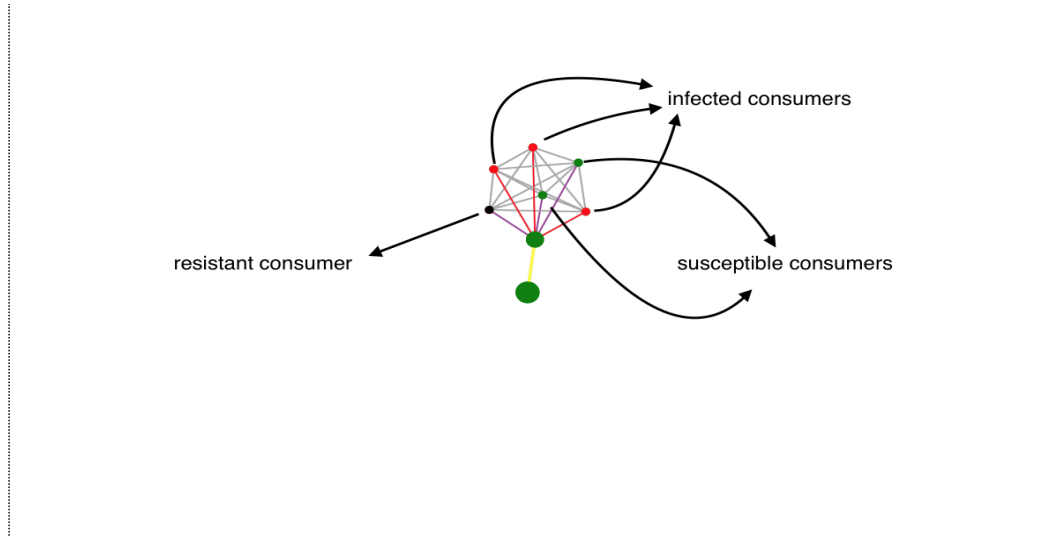 infected consumers
resistant consumer
susceptible consumers